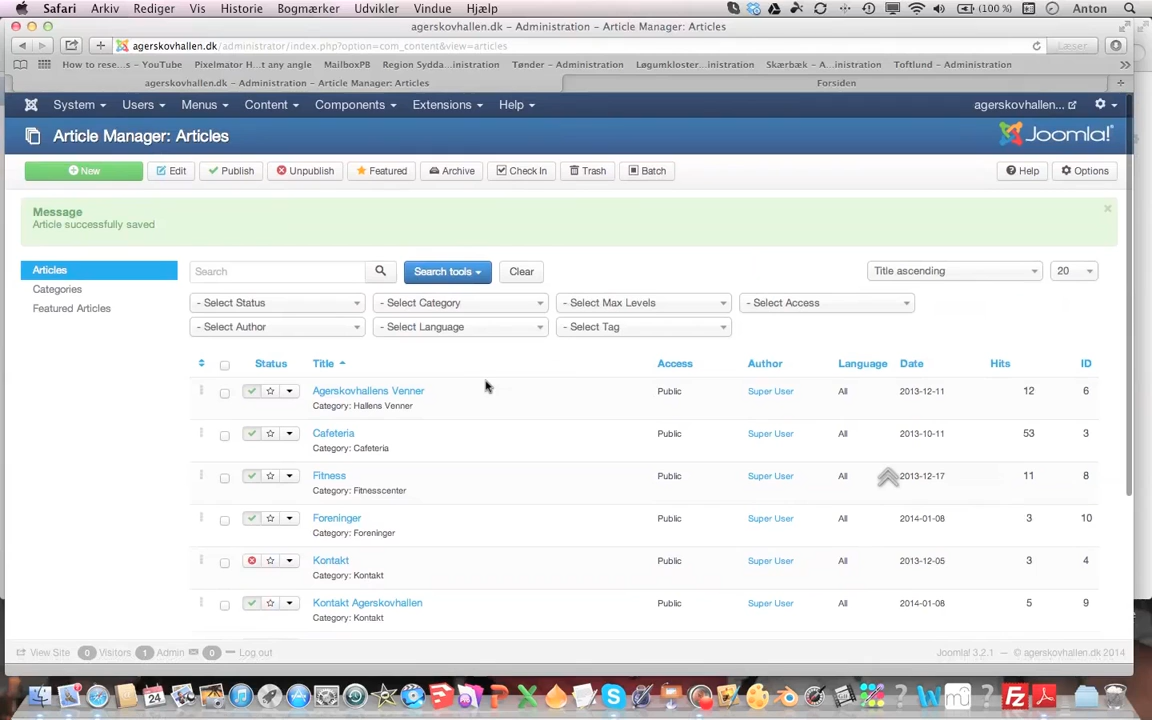 Safari Arkiv Rediger Vis Historie Bogmærker Udvikler Vindue Hjælp (100 %) Anton
agerskovhallen.dk – Administration – Article Manager: Articles
agerskovhallen.dk/administrator/index.php?option=com_content&view=articles Læser
How to rese...s – YouTube Pixelmator H...t any angle MailboxPB Region Sydda...inistration Tønder – Administration Løgumkloster...inistration Skærbæk – A...inistration Toftlund – Administration
agerskovhallen.dk – Administration – Article Manager: Articles Forsiden
System Users Menus Content Components Extensions Help agerskovhallen...
Article Manager: Articles Joomla!
New Edit Publish Unpublish Featured Archive Check In Trash Batch Help Options
Message
Article successfully saved
Articles Search Search tools Clear Title ascending 20
Categories
Featured Articles
- Select Status - Select Category - Select Max Levels - Select Access
- Select Author - Select Language - Select Tag
Status Title Access Author Language Date Hits ID
Agerskovhallens Venner Public Super User All 2013-12-11 12 6
Category: Hallens Venner
Cafeteria Public Super User All 2013-10-11 53 3
Category: Cafeteria
Fitness Public Super User All 2013-12-17 11 8
Category: Fitnesscenter
Foreninger Public Super User All 2014-01-08 3 10
Category: Foreninger
Kontakt Public Super User All 2013-12-05 3 4
Category: Kontakt
Kontakt Agerskovhallen Public Super User All 2014-01-08 5 9
Category: Kontakt
View Site 0 Visitors 1 Admin 0 Log out Joomla! 3.2.1 — © agerskovhallen.dk 2014
24